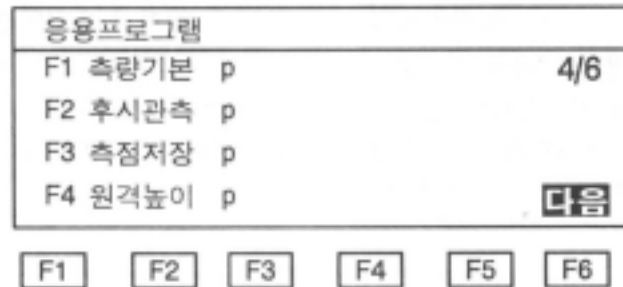 응용프로그램
F1 측량기본 p 4/6
F2 후시관측 p
F3 측점저장 p
F4 원격높이 p 다음
F1 F2 F3 F4 F5 F6